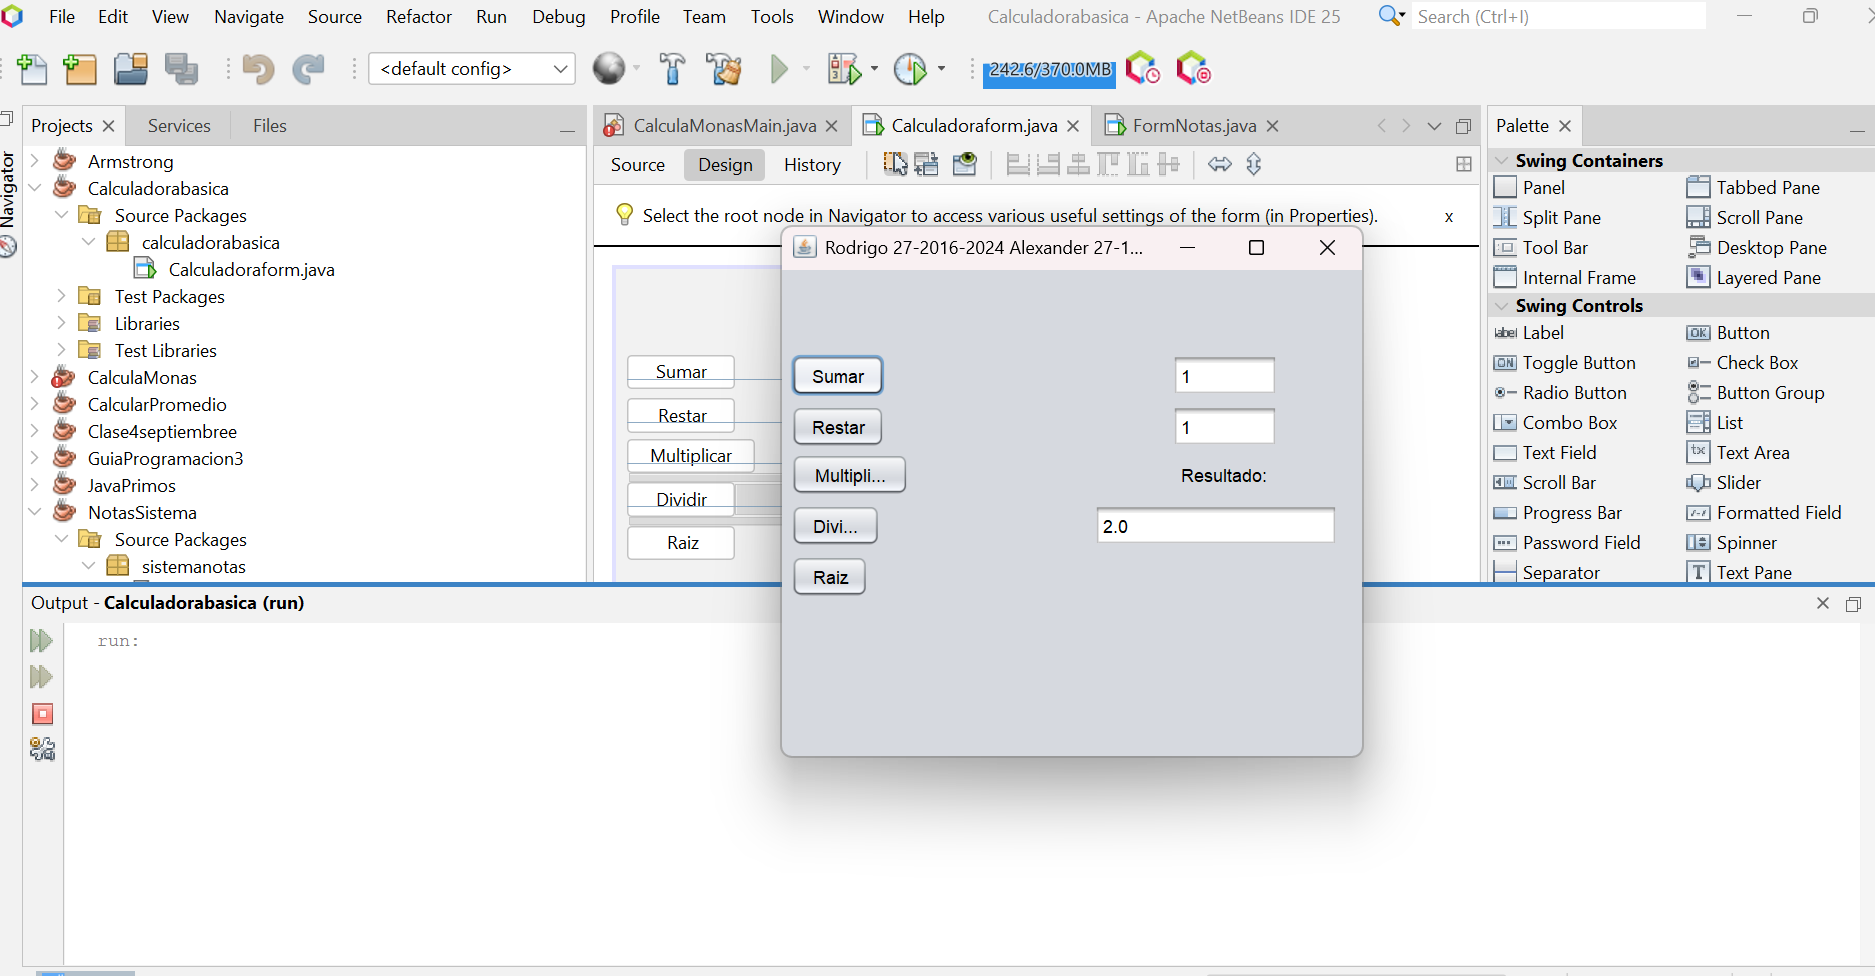 File Edit View Navigate Source Refactor Run Debug Profile Team Tools Window Help Calculadorabasica - Apache NetBeans IDE 25 Search (Ctrl+I)
<default config> 242.6/370.0MB
Projects Services Files
Navigator
Armstrong
Calculadorabasica
Source Packages
calculadorabasica
Calculadoraform.java
Test Packages
Libraries
Test Libraries
CalculaMonas
CalcularPromedio
Clase4septiembree
GuiaProgramacion3
JavaPrimos
NotasSistema
Source Packages
sistemanotas
CalculaMonasMain.java Calculadoraform.java FormNotas.java
Source Design History
Select the root node in Navigator to access various useful settings of the form (in Properties). x
Sumar
Restar
Multiplicar
Dividir
Raiz
Rodrigo 27-2016-2024 Alexander 27-1...
Sumar 1
Restar 1
Multipli... Resultado:
Divi... 2.0
Raiz
Palette
Swing Containers
Panel Tabbed Pane
Split Pane Scroll Pane
Tool Bar Desktop Pane
Internal Frame Layered Pane
Swing Controls
label Label OK Button
ON Toggle Button Check Box
Radio Button Button Group
Combo Box List
Text Field Text Area
Scroll Bar Slider
Progress Bar Formatted Field
Password Field Spinner
Separator T Text Pane
Output - Calculadorabasica (run)
run: